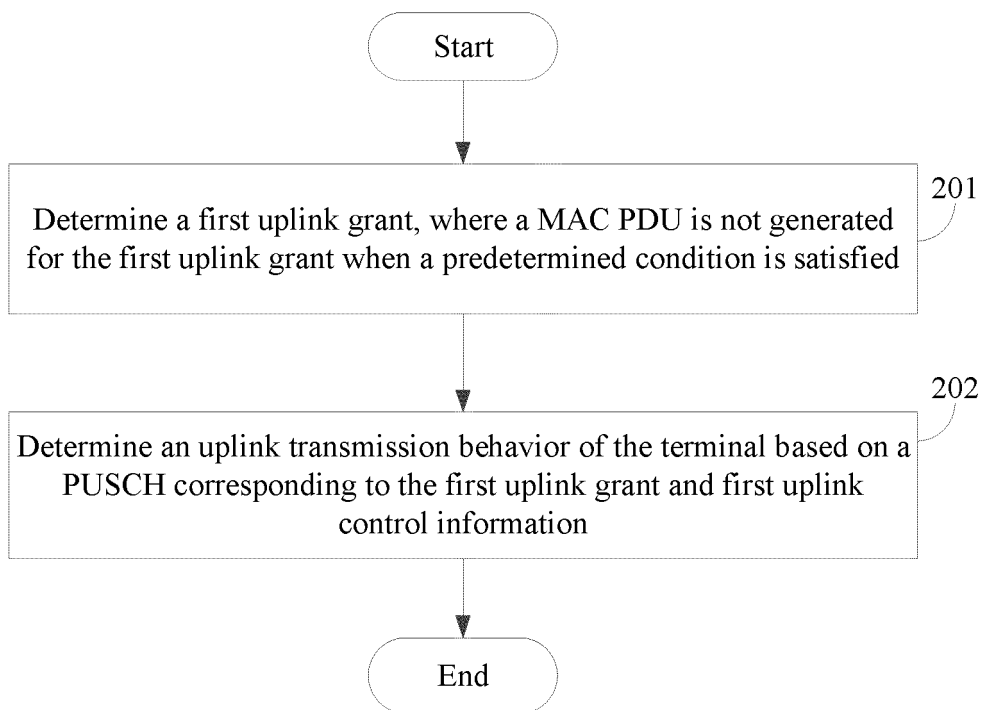 Start
201
Determine a first uplink grant, where a MAC PDU is not generated
for the first uplink grant when a predetermined condition is satisfied
202
Determine an uplink transmission behavior of the terminal based on a
PUSCH corresponding to the first uplink grant and first uplink
control information
End